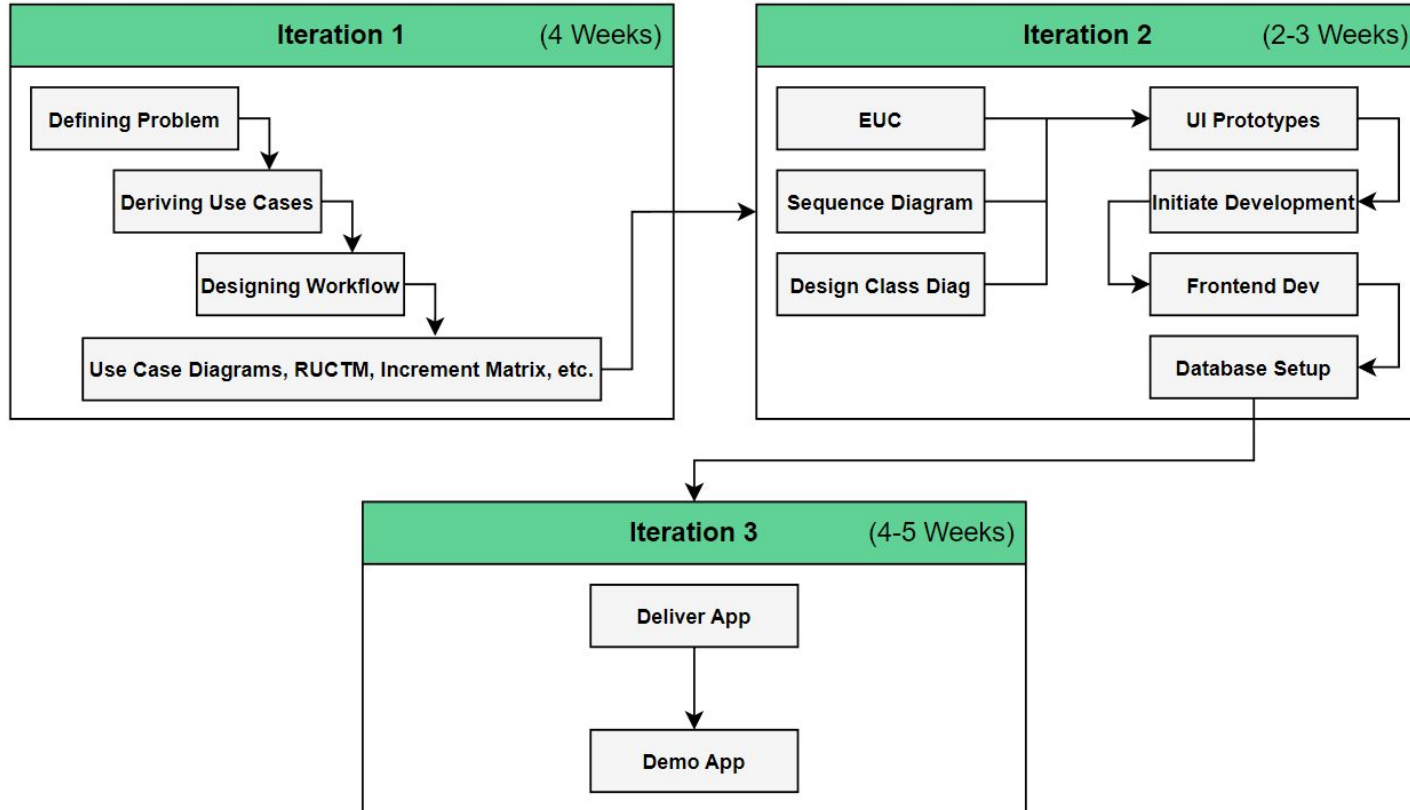 Iteration 1 (4 Weeks)
Defining Problem
Deriving Use Cases
Designing Workflow
Use Case Diagrams, RUCTM, Increment Matrix, etc.
Iteration 2 (2-3 Weeks)
EUC
Sequence Diagram
Design Class Diag
UI Prototypes
Initiate Development
Frontend Dev
Database Setup
Iteration 3 (4-5 Weeks)
Deliver App
Demo App